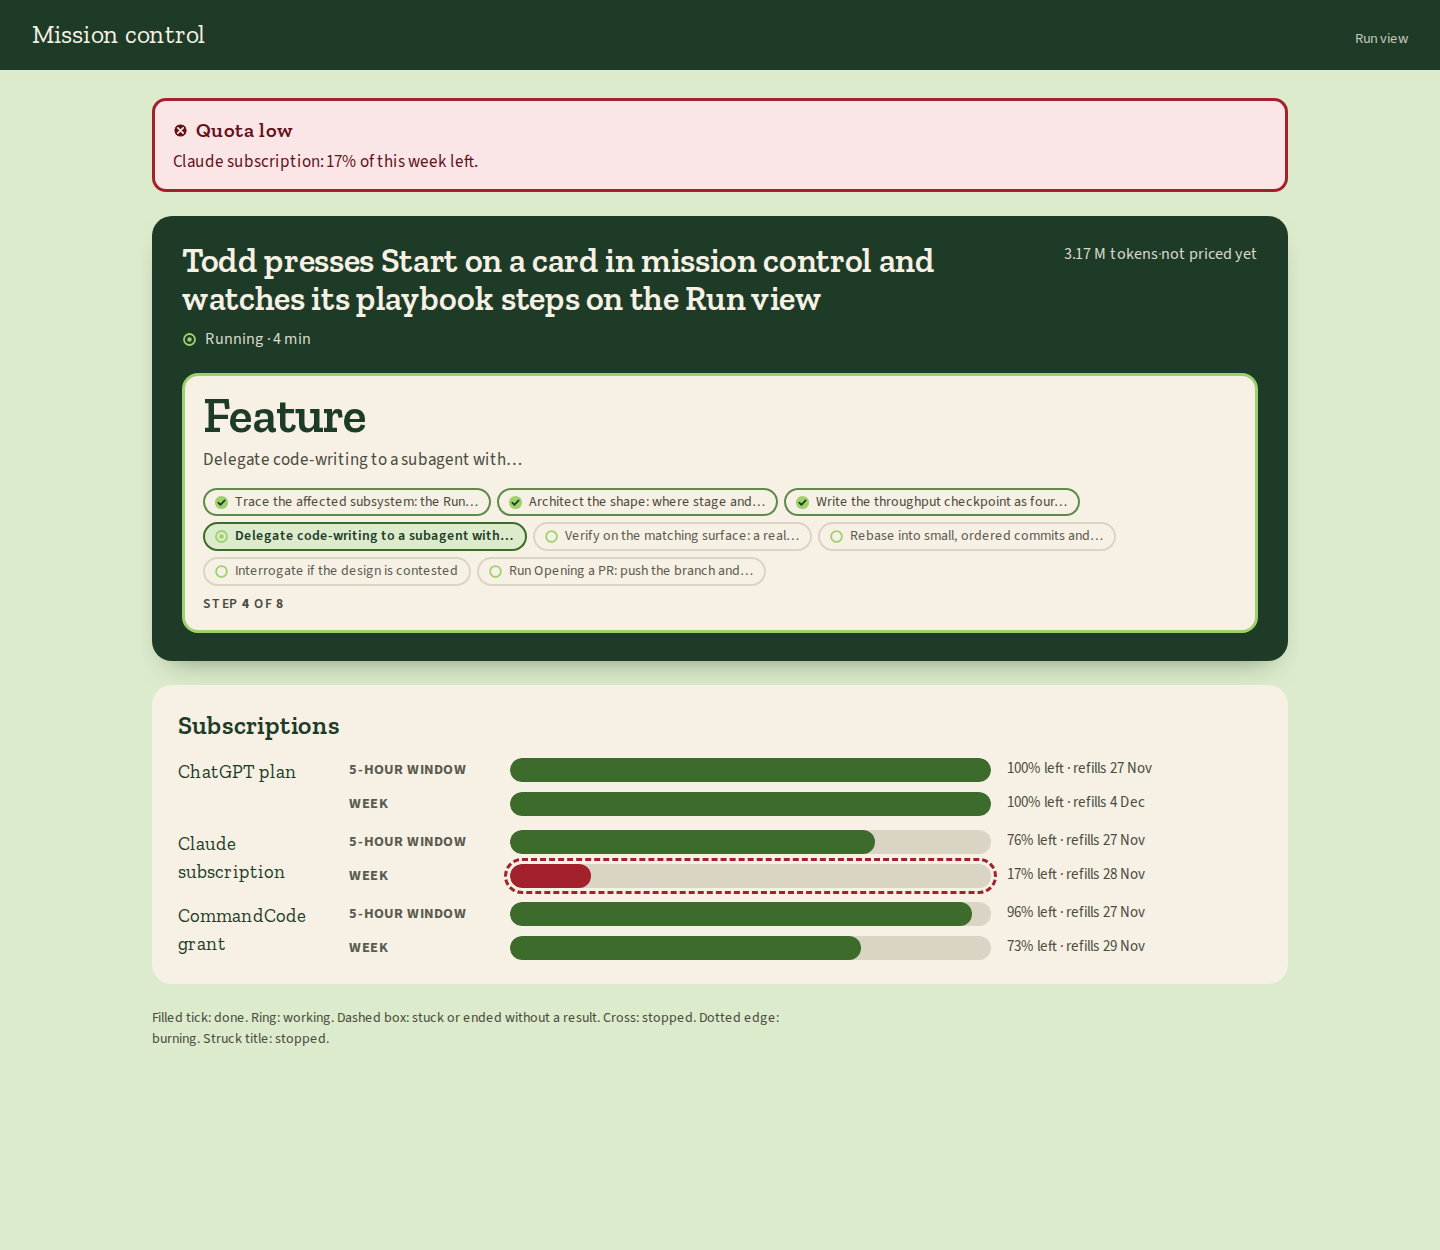 Mission control
Run view
Quota low
Claude subscription: 17% of this week left.
Todd presses Start on a card in mission control and
watches its playbook steps on the Run view
3.17 M tokens·not priced yet
Running · 4 min
Feature
Delegate code-writing to a subagent with…
Trace the affected subsystem: the Run…
Architect the shape: where stage and…
Write the throughput checkpoint as four…
Delegate code-writing to a subagent with…
Verify on the matching surface: a real…
Rebase into small, ordered commits and…
Interrogate if the design is contested
Run Opening a PR: push the branch and…
STEP 4 OF 8
Subscriptions
ChatGPT plan
5-HOUR WINDOW
100% left · refills 27 Nov
WEEK
100% left · refills 4 Dec
Claude
subscription
5-HOUR WINDOW
76% left · refills 27 Nov
WEEK
17% left · refills 28 Nov
CommandCode
grant
5-HOUR WINDOW
96% left · refills 27 Nov
WEEK
73% left · refills 29 Nov
Filled tick: done. Ring: working. Dashed box: stuck or ended without a result. Cross: stopped. Dotted edge:
burning. Struck title: stopped.